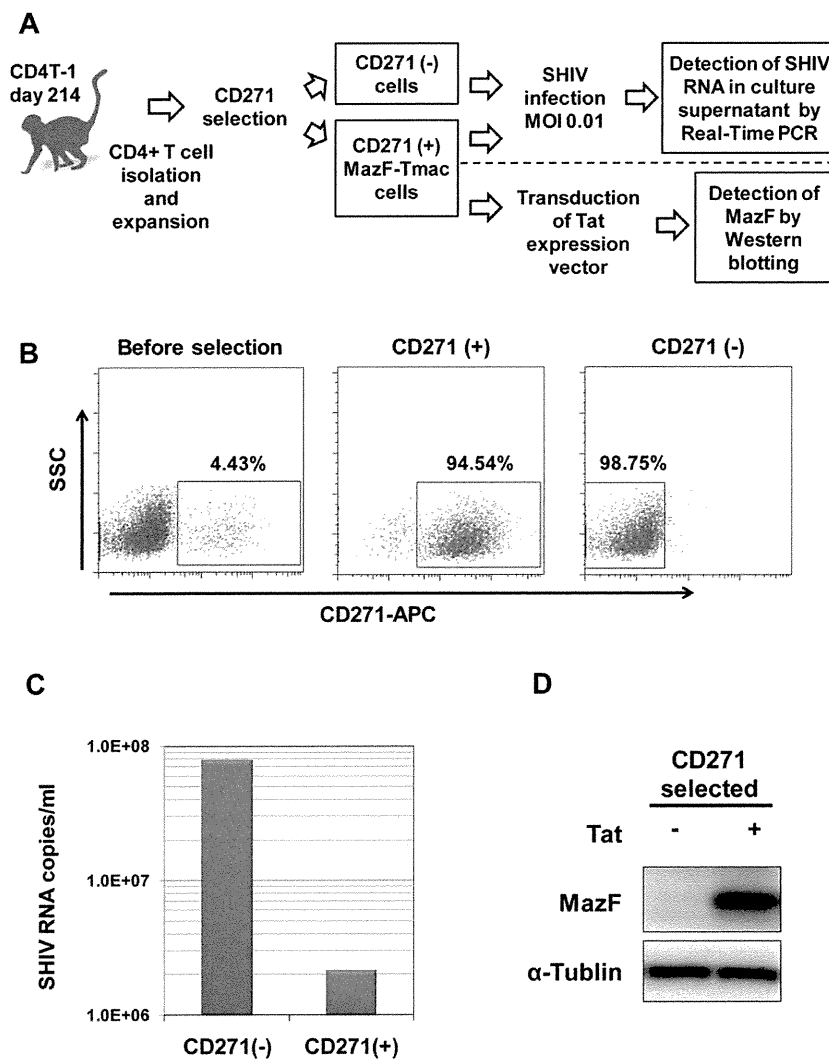 A
CD4T-1
day 214
CD4+ T cell
isolation
and
expansion
CD271
selection
CD271 (-)
cells
CD271 (+)
MazF-Tmac
cells
SHIV
infection
MOI 0.01
Detection of SHIV
RNA in culture
supernatant by
Real-Time PCR
Transduction
of Tat
expression
vector
Detection of
MazF by
Western
blotting
B
Before selection
CD271 (+)
CD271 (-)
SSC
4.43%
94.54%
98.75%
CD271-APC
C
SHIV RNA copies/ml
1.0E+08
1.0E+07
1.0E+06
CD271(-)
CD271(+)
D
CD271
selected
Tat - +
MazF
α-Tublin